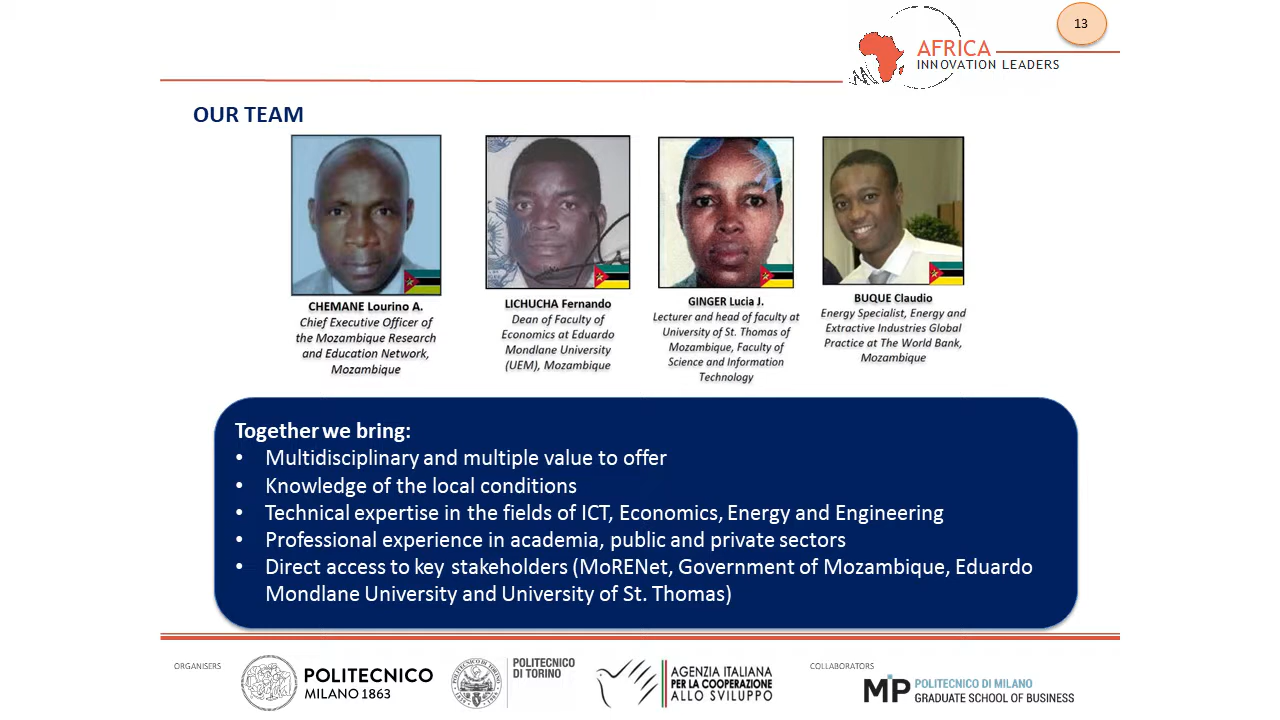 13
AFRICA
INNOVATION LEADERS
OUR TEAM
CHEMANE Lourino A.
Chief Executive Officer of
the Mozambique Research
and Education Network,
Mozambique
LICHUCHA Fernando
Dean of Faculty of
Economics at Eduardo
Mondlane University
(UEM), Mozambique
GINGER Lucia J.
Lecturer and head of faculty at
University of St. Thomas of
Mozambique, Faculty of
Science and Information
Technology
BUQUE Claudio
Energy Specialist, Energy and
Extractive Industries Global
Practice at The World Bank,
Mozambique
Together we bring:
• Multidisciplinary and multiple value to offer
• Knowledge of the local conditions
• Technical expertise in the fields of ICT, Economics, Energy and Engineering
• Professional experience in academia, public and private sectors
• Direct access to key stakeholders (MoRENet, Government of Mozambique, Eduardo
Mondlane University and University of St. Thomas)
ORGANISERS
POLITECNICO
MILANO 1863
POLITECNICO
DI TORINO
AGENZIA ITALIANA
PER LA COOPERAZIONE
ALLO SVILUPPO
COLLABORATORS
MIP
POLITECNICO DI MILANO
GRADUATE SCHOOL OF BUSINESS